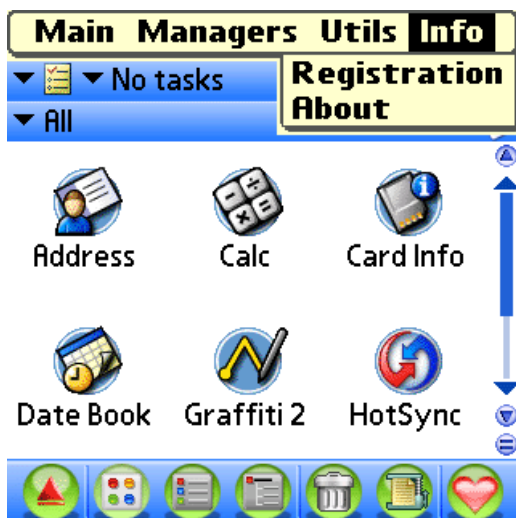 Main Managers Utils Info
No tasks
Registration
About
All
Address Calc Card Info
Date Book Graffiti 2 HotSync